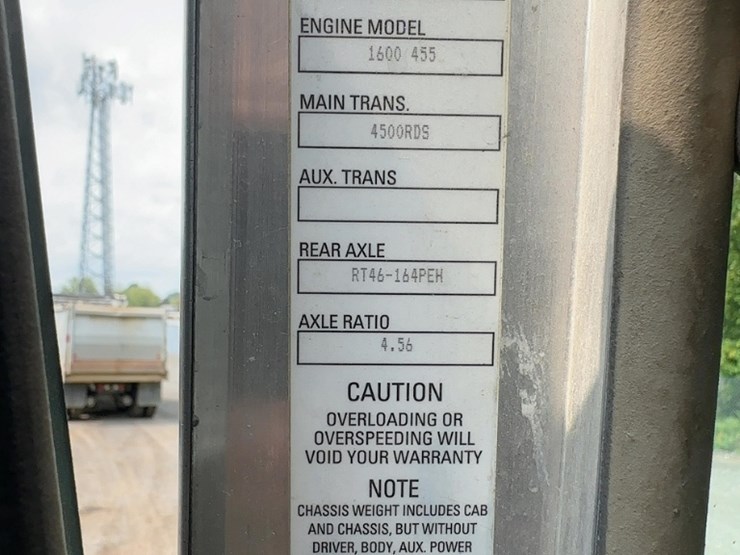 ENGINE MODEL
1600 455
MAIN TRANS.
4500RDS
AUX. TRANS
REAR AXLE
RT46-164PEH
AXLE RATIO
4.56
CAUTION
OVERLOADING OR
OVERSPEEDING WILL
VOID YOUR WARRANTY
NOTE
CHASSIS WEIGHT INCLUDES CAB
AND CHASSIS, BUT WITHOUT
DRIVER, BODY, AUX. POWER